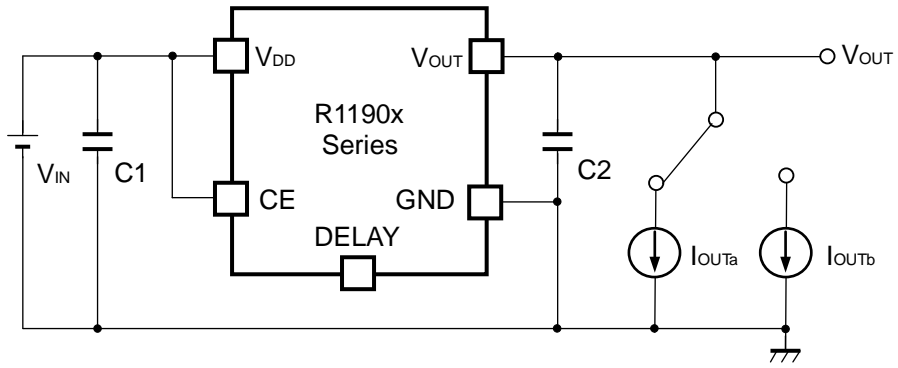 VDD
VOUT
VOUT
R1190x
Series
VIN
C1
C2
CE
GND
DELAY
IOUTa
IOUTb